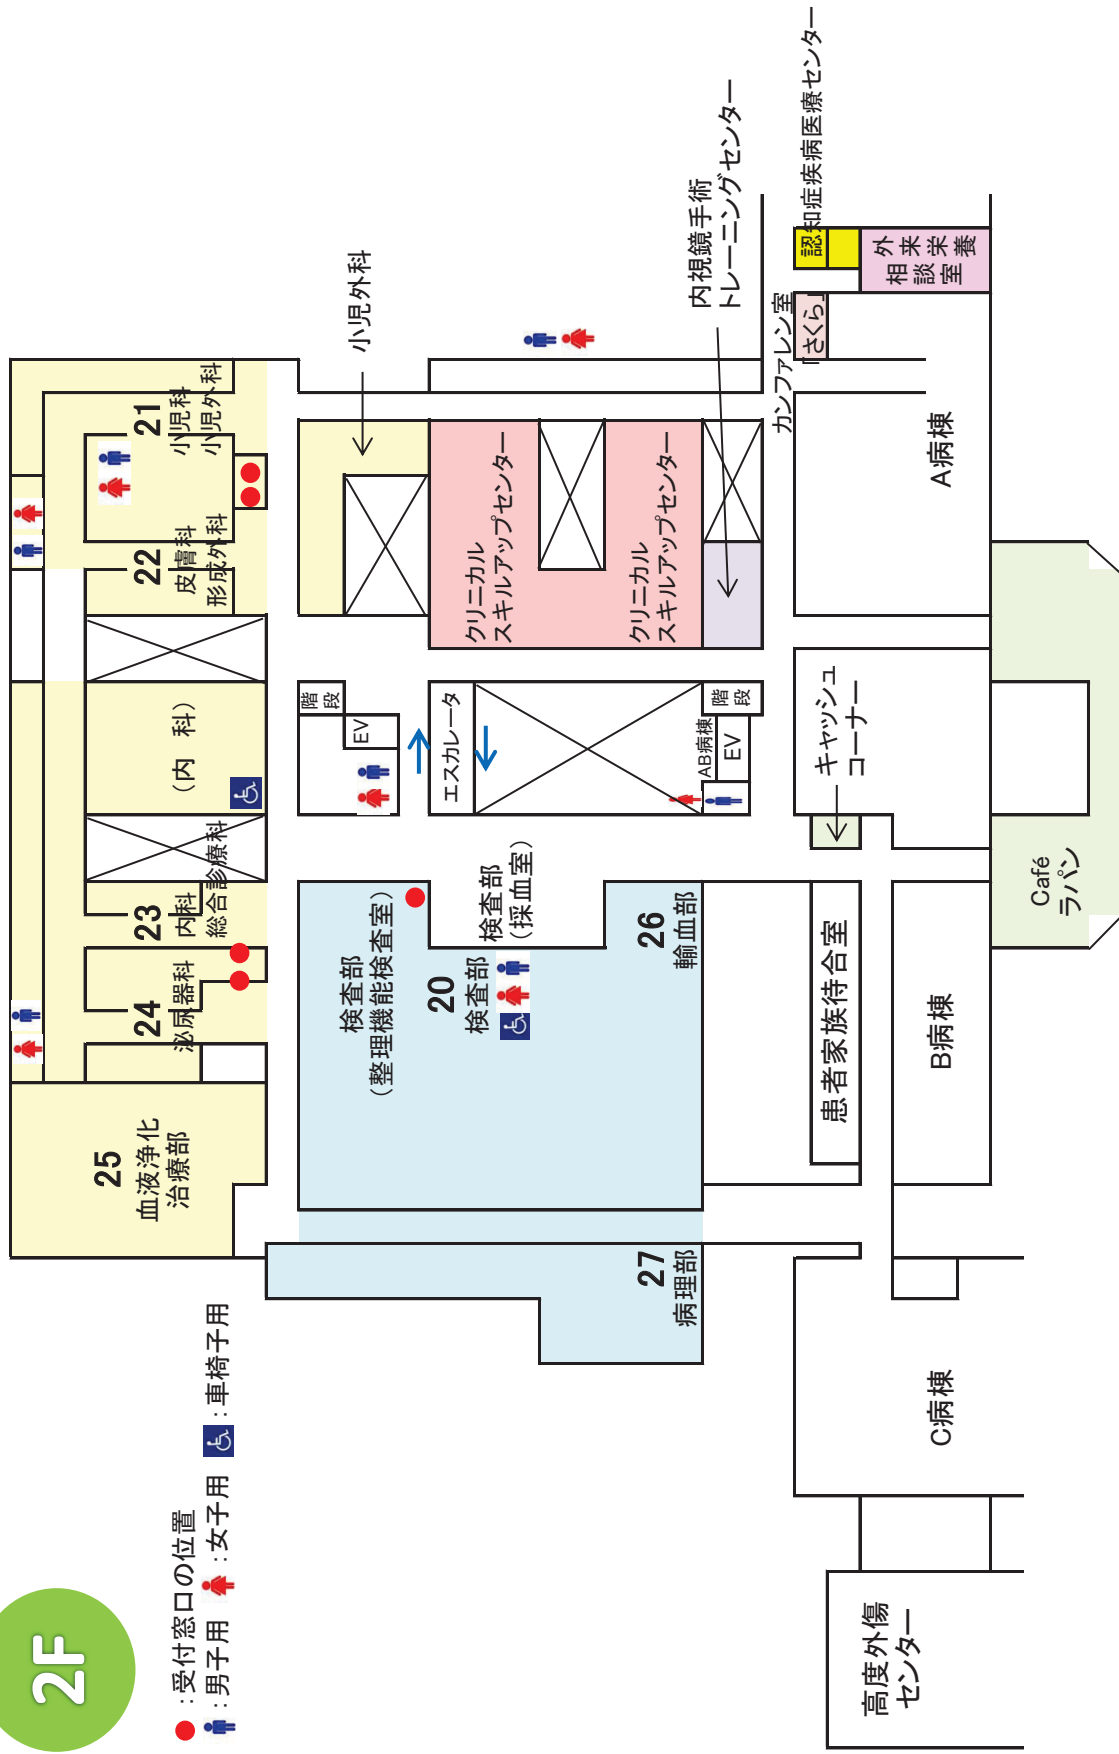 2F
：受付窓口の位置
：男子用
：女子用
：車椅子用
25
血液浄化
治療部
24
泌尿器科
23
内科
総合診療科
（内　科）
22
皮膚科
形成外科
21
小児科
小児外科
小児外科
階段
EV
エスカレータ
検査部
（整理機能検査室）
20
検査部
検査部
（採血室）
26
輸血部
27
病理部
クリニカル
スキルアップセンター
クリニカル
スキルアップセンター
内視鏡手術
トレーニングセンター
AB病棟
EV
階段
カンファレン室
「さくら」
認知症疾病医療センター
外来栄養
相談室
キャッシュ
コーナー
患者家族待合室
A病棟
B病棟
C病棟
高度外傷
センター
Café
ラパン